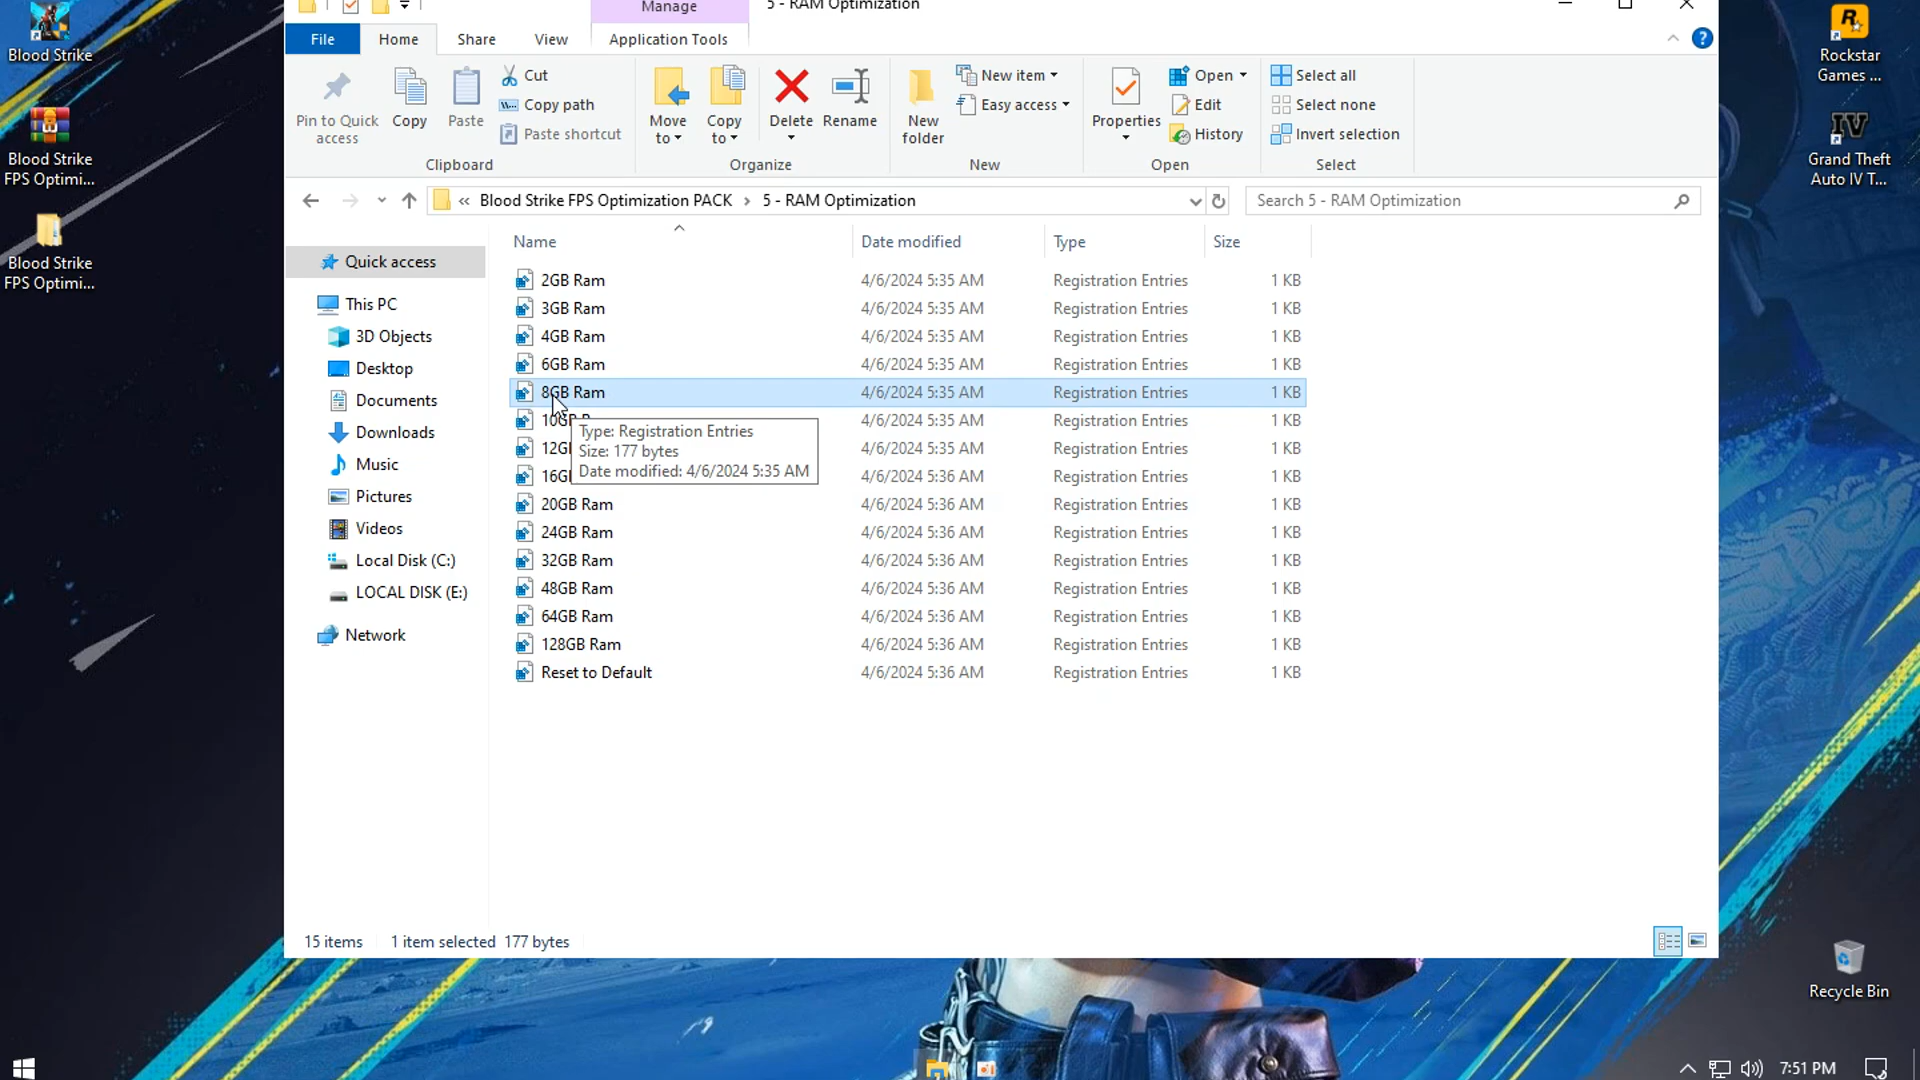 Manage
5 - RAM Optimization
File
Home
Share
View
Application Tools
Pin to Quick
access
Copy
Paste
Cut
Copy path
Paste shortcut
Clipboard
Move
to
Copy
to
Delete
Rename
Organize
New
folder
New item
Easy access
New
Properties
Open
Edit
History
Open
Select all
Select none
Invert selection
Select
« Blood Strike FPS Optimization PACK › 5 - RAM Optimization
Search 5 - RAM Optimization
Quick access
This PC
3D Objects
Desktop
Documents
Downloads
Music
Pictures
Videos
Local Disk (C:)
LOCAL DISK (E:)
Network
Name Date modified Type Size
2GB Ram 4/6/2024 5:35 AM Registration Entries 1 KB
3GB Ram 4/6/2024 5:35 AM Registration Entries 1 KB
4GB Ram 4/6/2024 5:35 AM Registration Entries 1 KB
6GB Ram 4/6/2024 5:35 AM Registration Entries 1 KB
8GB Ram 4/6/2024 5:35 AM Registration Entries 1 KB
4/6/2024 5:35 AM Registration Entries 1 KB
4/6/2024 5:35 AM Registration Entries 1 KB
4/6/2024 5:36 AM Registration Entries 1 KB
20GB Ram 4/6/2024 5:36 AM Registration Entries 1 KB
24GB Ram 4/6/2024 5:36 AM Registration Entries 1 KB
32GB Ram 4/6/2024 5:36 AM Registration Entries 1 KB
48GB Ram 4/6/2024 5:36 AM Registration Entries 1 KB
64GB Ram 4/6/2024 5:36 AM Registration Entries 1 KB
128GB Ram 4/6/2024 5:36 AM Registration Entries 1 KB
Reset to Default 4/6/2024 5:36 AM Registration Entries 1 KB
Type: Registration Entries
Size: 177 bytes
Date modified: 4/6/2024 5:35 AM
15 items 1 item selected 177 bytes
Blood Strike
Blood Strike
FPS Optimi...
Blood Strike
FPS Optimi...
Rockstar
Games ...
IV
Grand Theft
Auto IV T...
Recycle Bin
7:51 PM